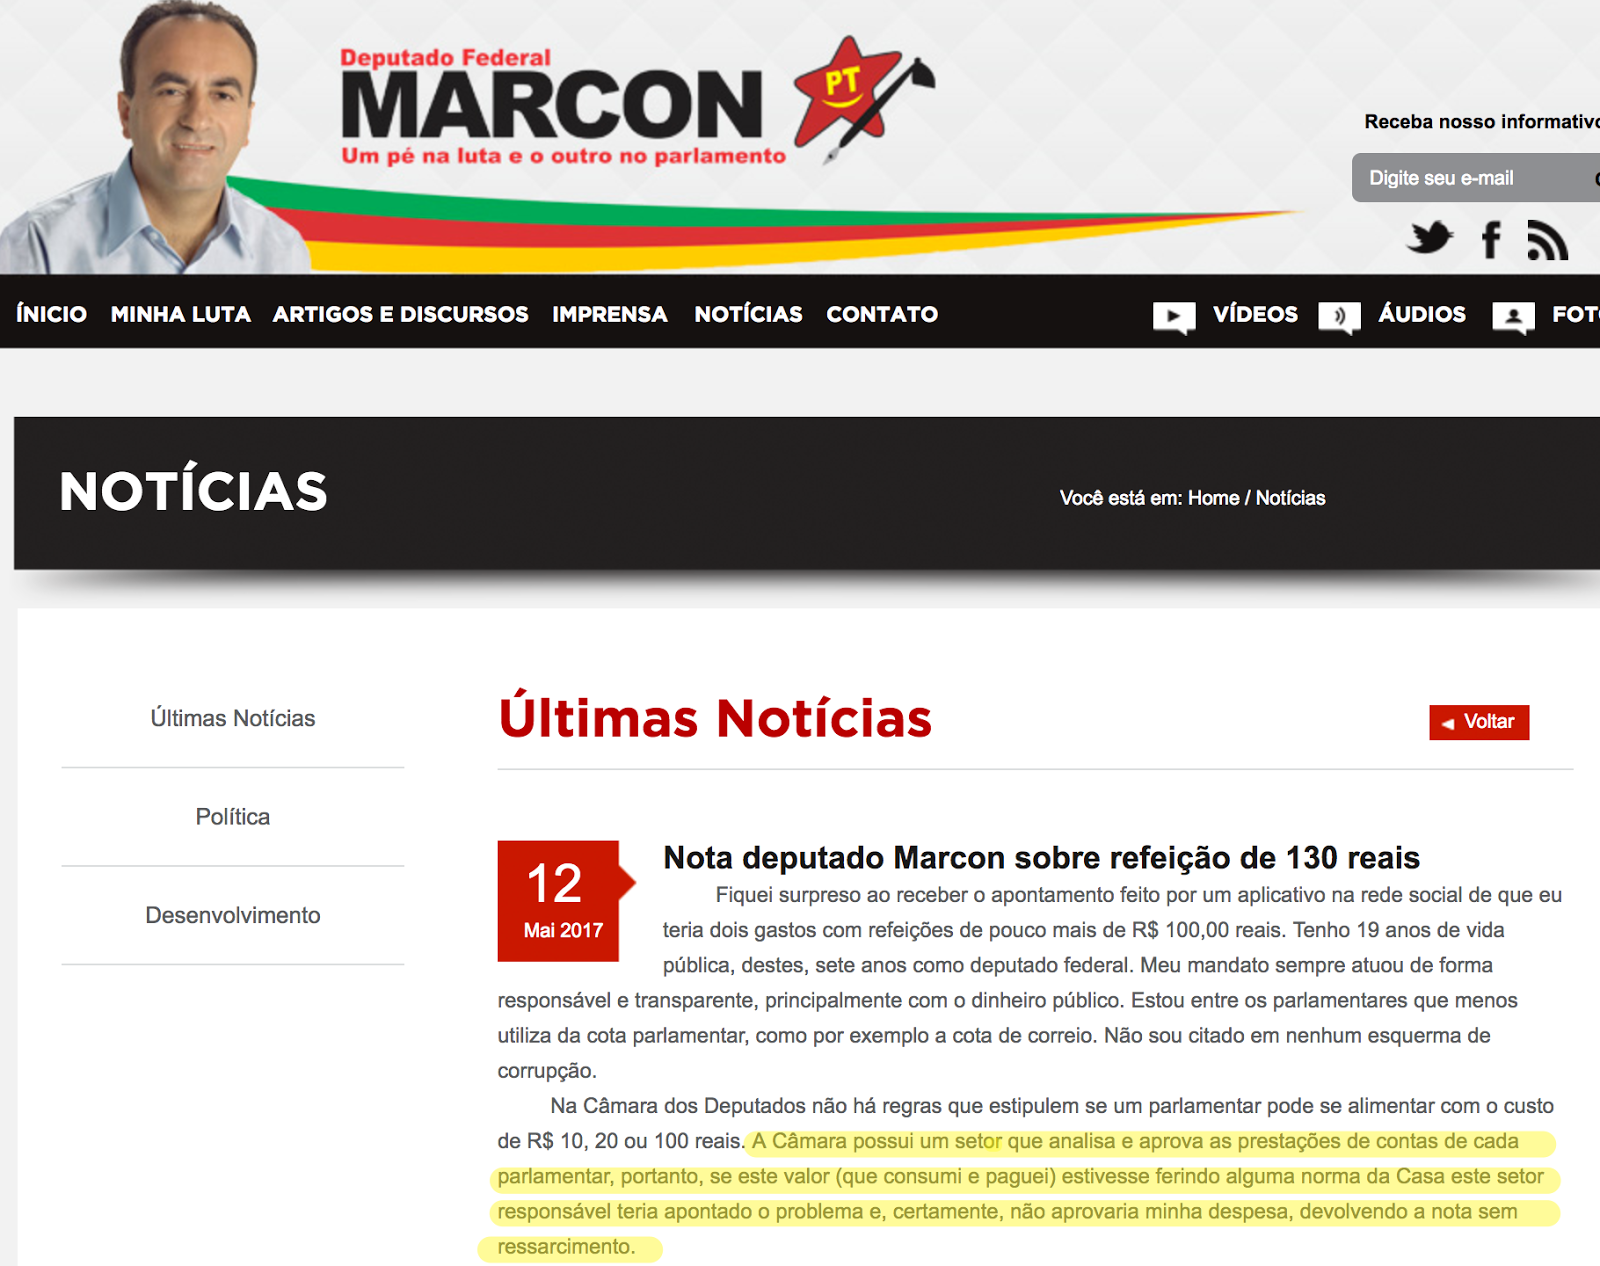 Deputado Federal
MARCON
PT
Um pé na luta e o outro no parlamento
Receba nosso informativo
Digite seu e-mail
ÍNICIO MINHA LUTA ARTIGOS E DISCURSOS IMPRENSA NOTÍCIAS CONTATO VÍDEOS ÁUDIOS FOT
NOTÍCIAS
Você está em: Home / Notícias
Últimas Notícias
Política
Desenvolvimento
Últimas Notícias
Voltar
12
Mai 2017
Nota deputado Marcon sobre refeição de 130 reais
Fiquei surpreso ao receber o apontamento feito por um aplicativo na rede social de que eu
teria dois gastos com refeições de pouco mais de R$ 100,00 reais. Tenho 19 anos de vida
pública, destes, sete anos como deputado federal. Meu mandato sempre atuou de forma
responsável e transparente, principalmente com o dinheiro público. Estou entre os parlamentares que menos
utiliza da cota parlamentar, como por exemplo a cota de correio. Não sou citado em nenhum esquerma de
corrupção.
Na Câmara dos Deputados não há regras que estipulem se um parlamentar pode se alimentar com o custo
de R$ 10, 20 ou 100 reais. A Câmara possui um setor que analisa e aprova as prestações de contas de cada
parlamentar, portanto, se este valor (que consumi e paguei) estivesse ferindo alguma norma da Casa este setor
responsável teria apontado o problema e, certamente, não aprovaria minha despesa, devolvendo a nota sem
ressarcimento.